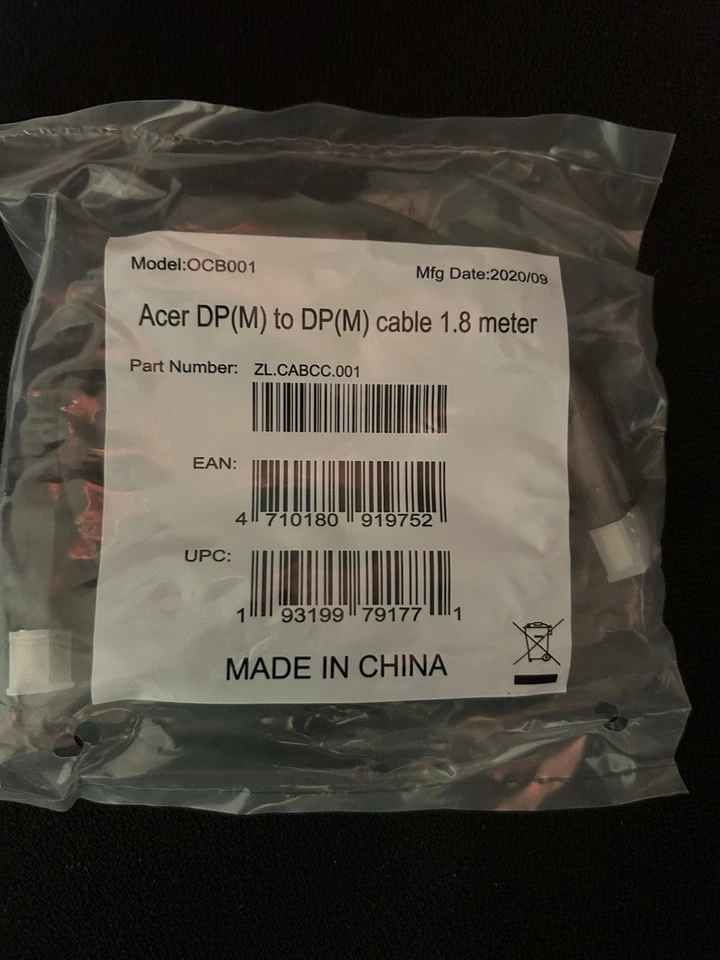 Model:OCB001
Mfg Date:2020/09
Acer DP(M) to DP(M) cable 1.8 meter
Part Number: ZL.CABCC.001
EAN:
4 710180 919752
UPC:
1 93199 79177 1
MADE IN CHINA